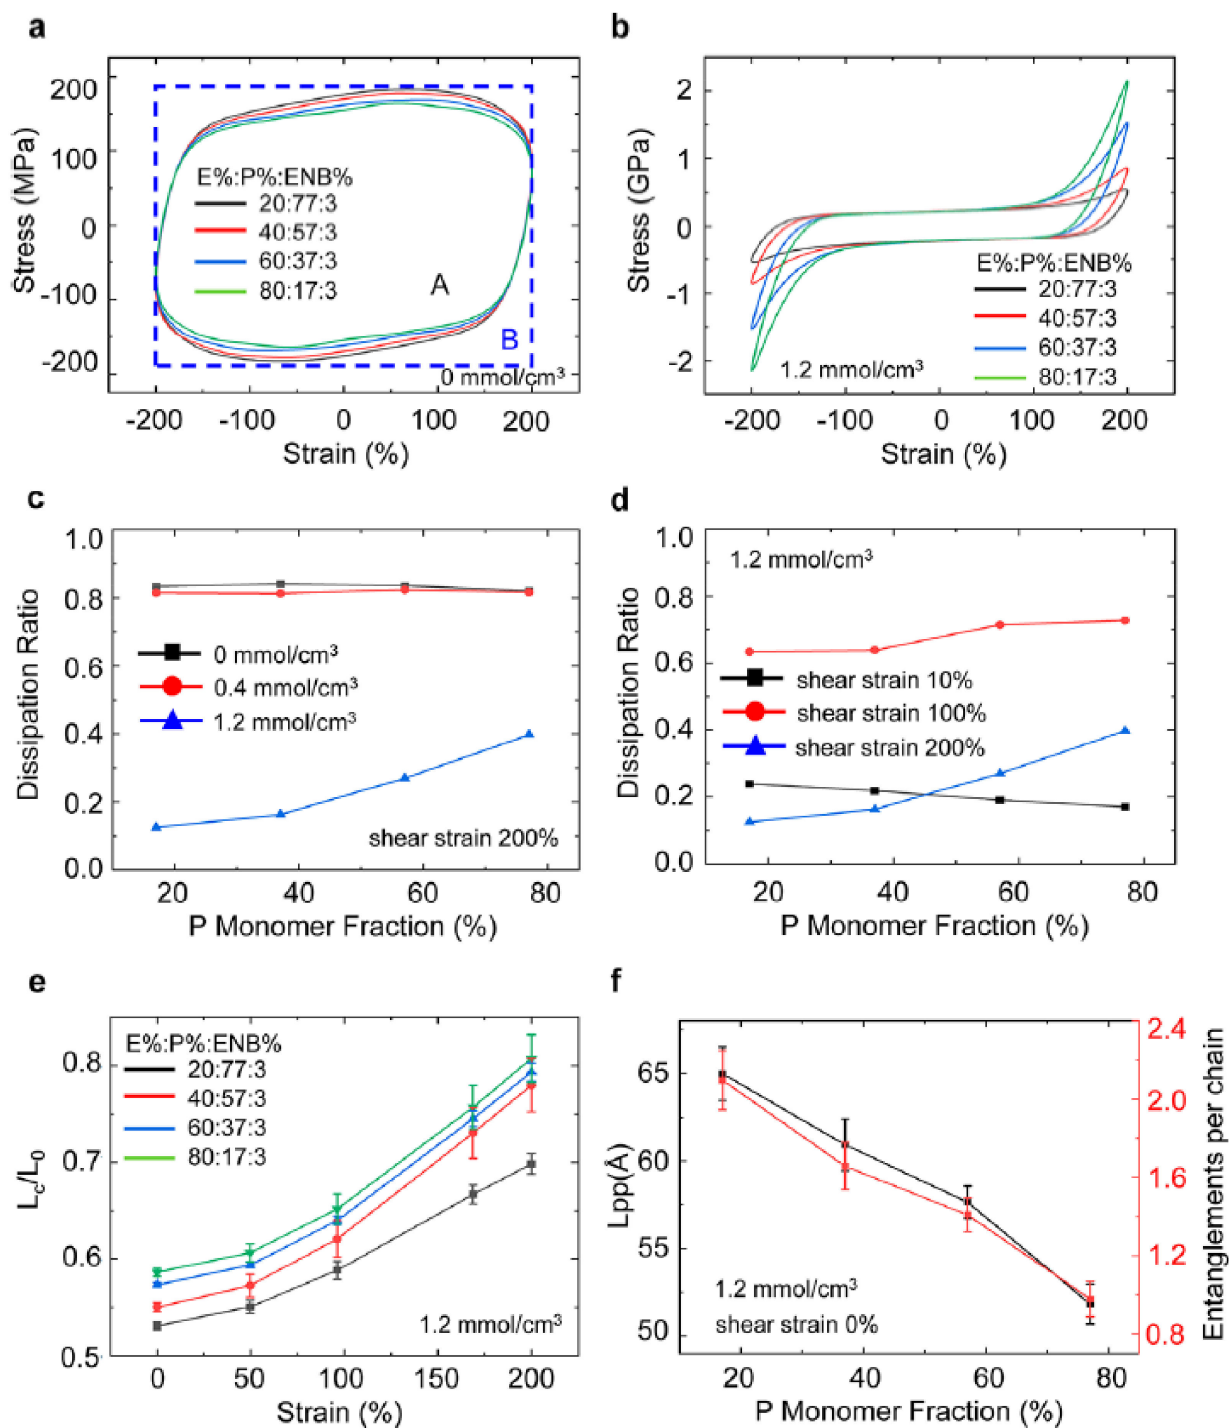 a
Stress (MPa)
200
100
0
-100
-200
E%:P%:ENB%
20:77:3
40:57:3
60:37:3
80:17:3
A
B
0 mmol/cm³
-200 -100 0 100 200
Strain (%)
b
Stress (GPa)
2
1
0
-1
-2
E%:P%:ENB%
20:77:3
40:57:3
60:37:3
80:17:3
1.2 mmol/cm³
-200 -100 0 100 200
Strain (%)
c
Dissipation Ratio
1.0
0.8
0.6
0.4
0.2
0.0
0 mmol/cm³
0.4 mmol/cm³
1.2 mmol/cm³
shear strain 200%
20 40 60 80
P Monomer Fraction (%)
d
Dissipation Ratio
1.0
0.8
0.6
0.4
0.2
0.0
1.2 mmol/cm³
shear strain 10%
shear strain 100%
shear strain 200%
20 40 60 80
P Monomer Fraction (%)
e
Lc/L0
0.8
0.7
0.6
0.5
E%:P%:ENB%
20:77:3
40:57:3
60:37:3
80:17:3
1.2 mmol/cm³
0 50 100 150 200
Strain (%)
f
Lpp(Å)
65
60
55
50
1.2 mmol/cm³
shear strain 0%
2.4
2.0
1.6
1.2
0.8
Entanglements per chain
20 40 60 80
P Monomer Fraction (%)